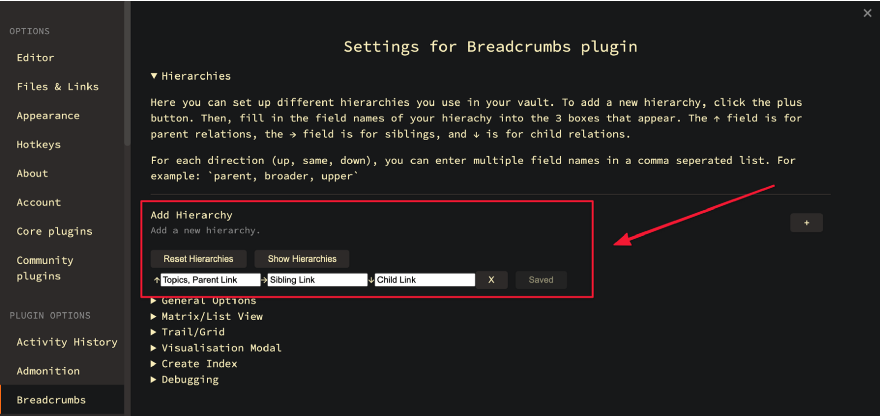 OPTIONS
Editor
Files & Links
Appearance
Hotkeys
About
Account
Core plugins
Community
plugins
PLUGIN OPTIONS
Activity History
Admonition
Breadcrumbs
×
Settings for Breadcrumbs plugin
▼ Hierarchies
Here you can set up different hierarchies you use in your vault. To add a new hierarchy, click the plus
button. Then, fill in the field names of your hierachy into the 3 boxes that appear. The ↑ field is for
parent relations, the → field is for siblings, and ↓ is for child relations.
For each direction (up, same, down), you can enter multiple field names in a comma seperated list. For
example: `parent, broader, upper`
Add Hierarchy
Add a new hierarchy.
+
Reset Hierarchies Show Hierarchies
↑ Topics, Parent Link → Sibling Link ↓ Child Link X Saved
▶ General Options
▶ Matrix/List View
▶ Trail/Grid
▶ Visualisation Modal
▶ Create Index
▶ Debugging